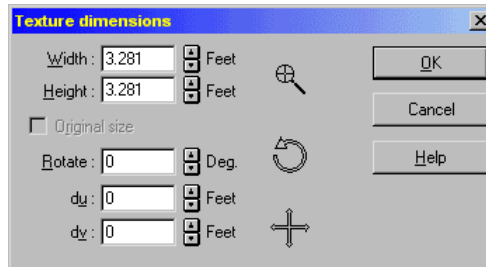 Texture dimensions
Width : 3.281 Feet
Height : 3.281 Feet
Original size
Rotate : 0 Deg.
du : 0 Feet
dv : 0 Feet
OK
Cancel
Help